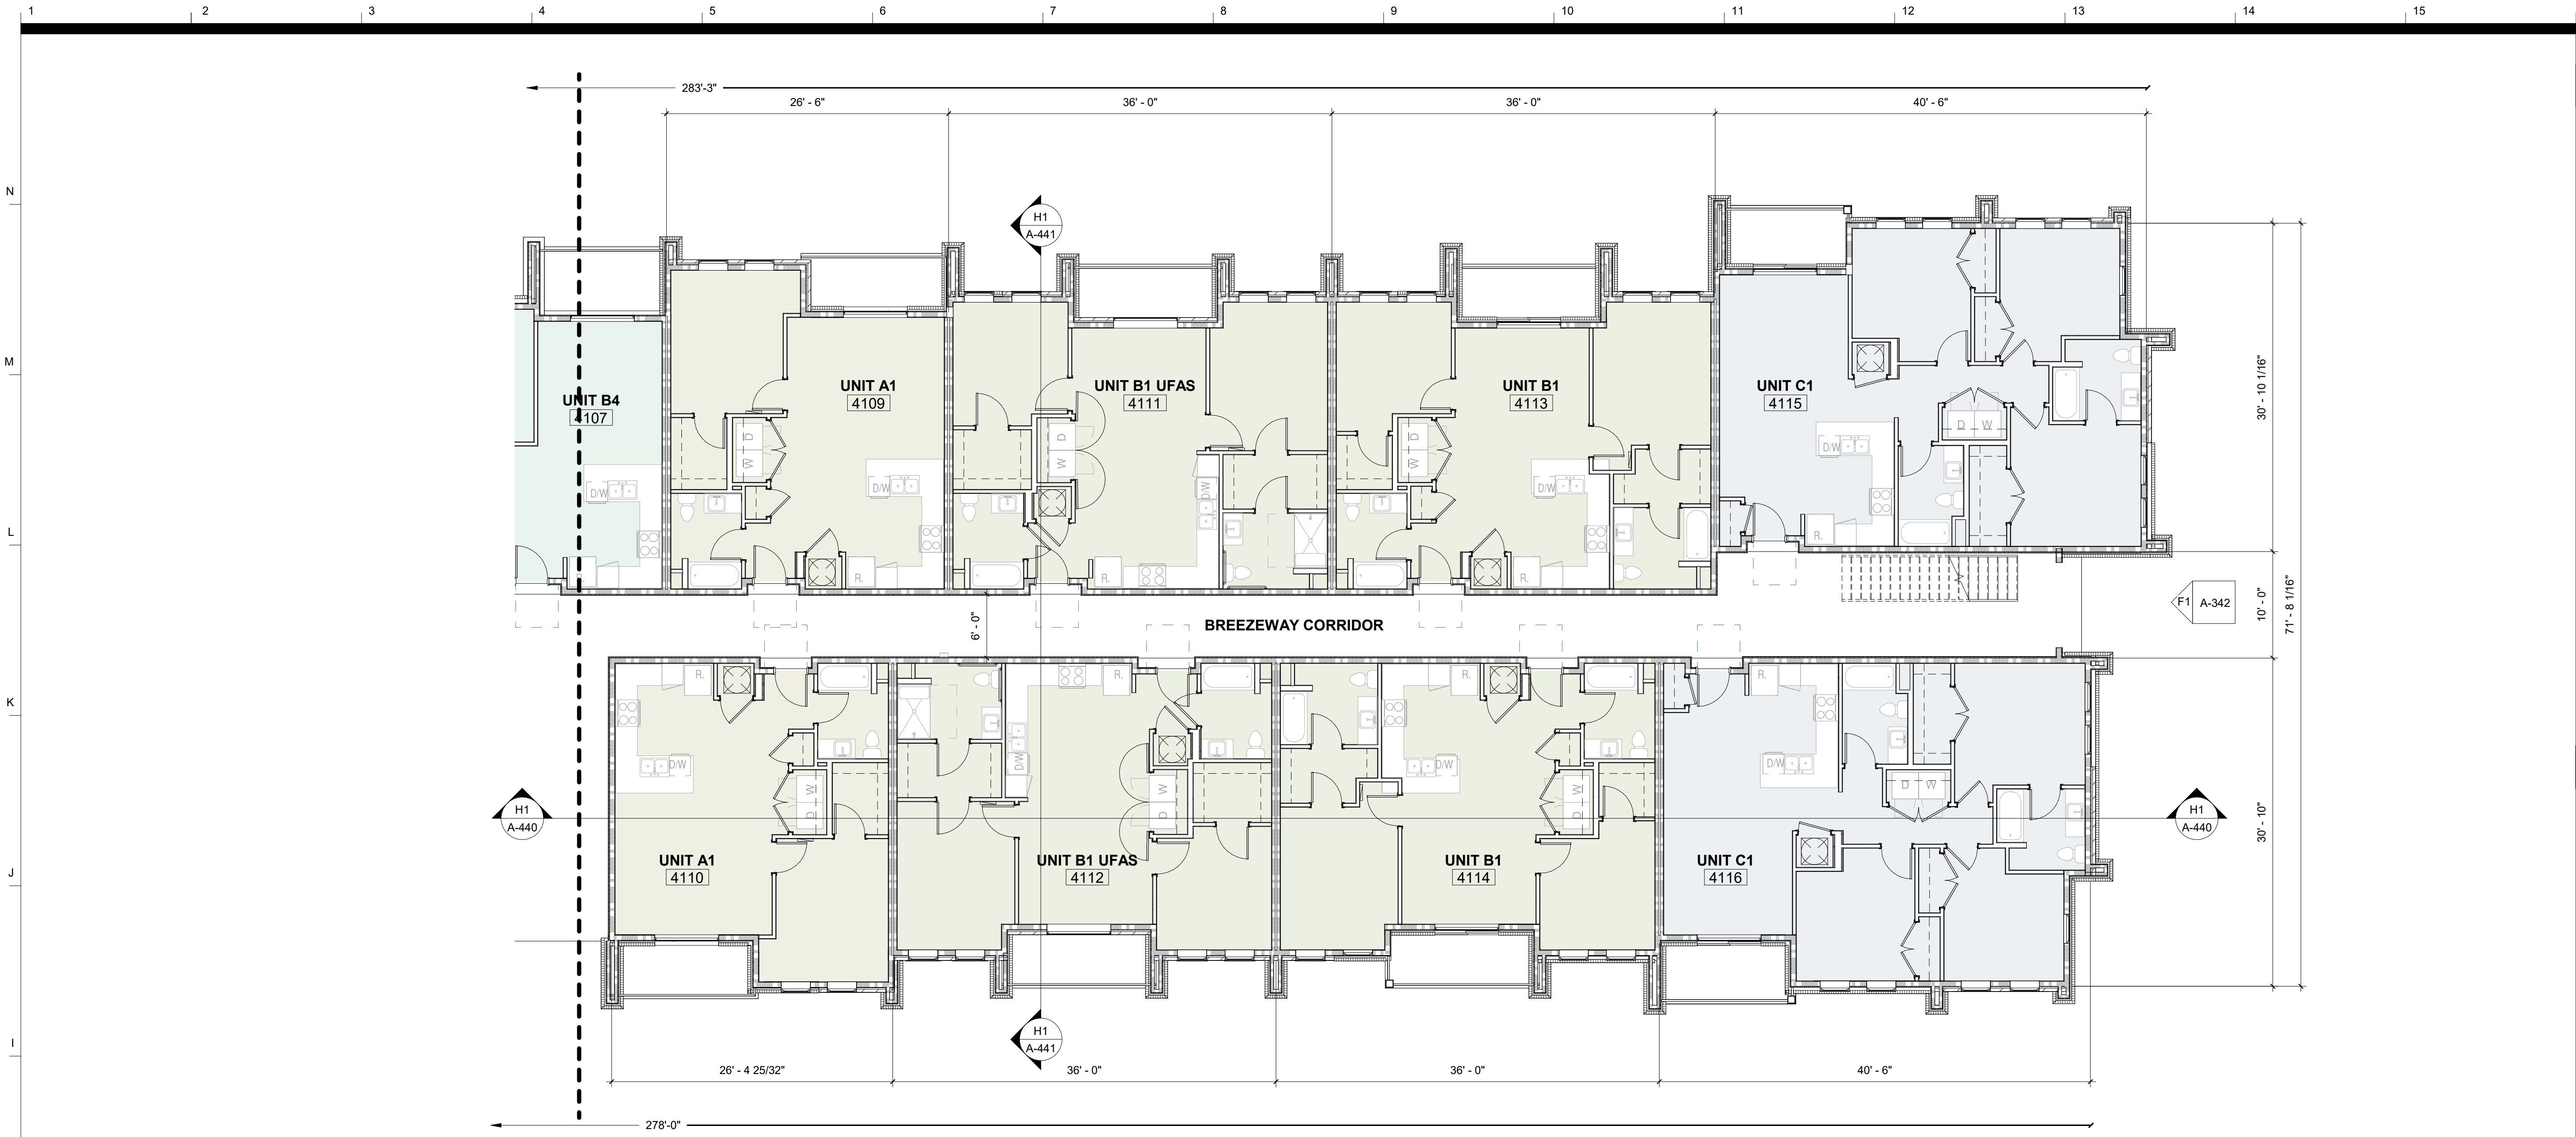 1 2 3 4 5 6 7 8 9 10 11 12 13 14 15
283'-3"
26' - 6" 36' - 0" 36' - 0" 40' - 6"
N
H1
A-441
M
UNIT B4
4107
UNIT A1
4109
UNIT B1 UFAS
4111
UNIT B1
4113
UNIT C1
4115
30' - 10 1/16"
D W
D W
D W
D W
D/W
D/W
D/W
D/W
D/W
L
R.
R.
R.
R.
R.
6' - 0"
BREEZEWAY CORRIDOR
F1 A-342
10' - 0"
71' - 8 1/16"
K
R.
R.
R.
R.
D/W
D/W
D/W
D/W
D W
D W
D W
D W
H1
A-440
H1
A-440
30' - 10"
J
UNIT A1
4110
UNIT B1 UFAS
4112
UNIT B1
4114
UNIT C1
4116
H1
A-441
I
26' - 4 25/32" 36' - 0" 36' - 0" 40' - 6"
278'-0"